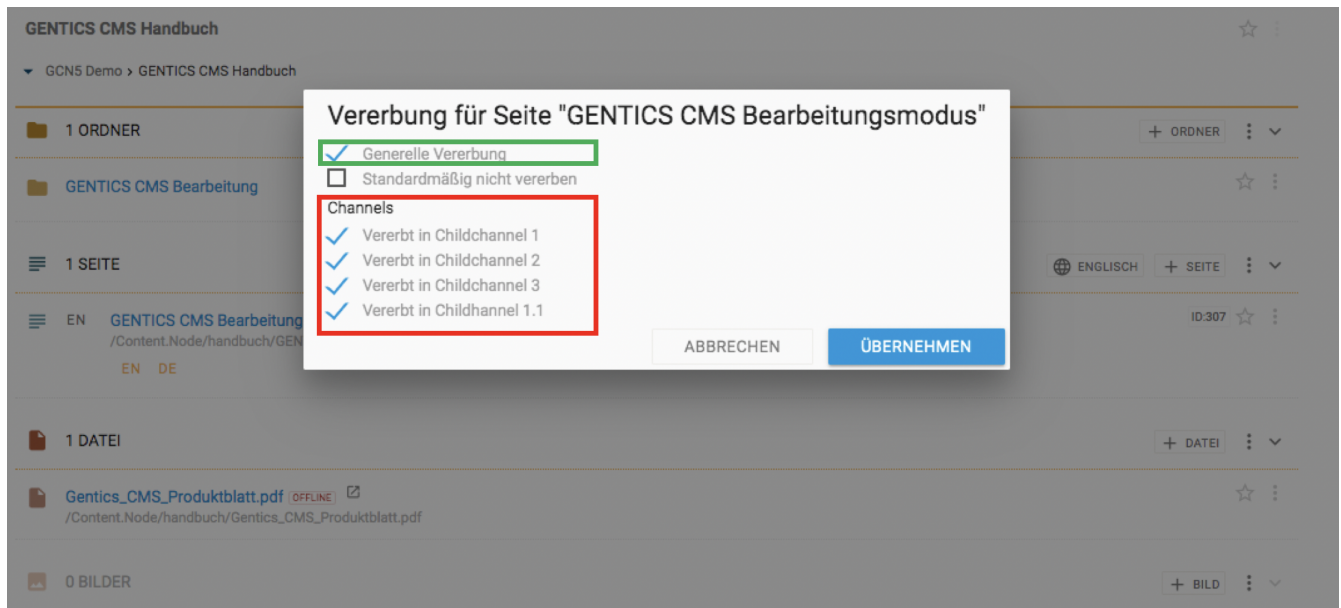 GENTICS CMS Handbuch
GCN5 Demo › GENTICS CMS Handbuch
Vererbung für Seite "GENTICS CMS Bearbeitungsmodus"
Generelle Vererbung
Standardmäßig nicht vererben
Channels
Vererbt in Childchannel 1
Vererbt in Childchannel 2
Vererbt in Childchannel 3
Vererbt in Childhannel 1.1
ABBRECHEN ÜBERNEHMEN
1 ORDNER + ORDNER
GENTICS CMS Bearbeitung
1 SEITE ENGLISCH + SEITE
EN GENTICS CMS Bearbeitung ID:307
/Content.Node/handbuch/GEN
EN DE
1 DATEI + DATEI
Gentics_CMS_Produktblatt.pdf OFFLINE
/Content.Node/handbuch/Gentics_CMS_Produktblatt.pdf
0 BILDER + BILD